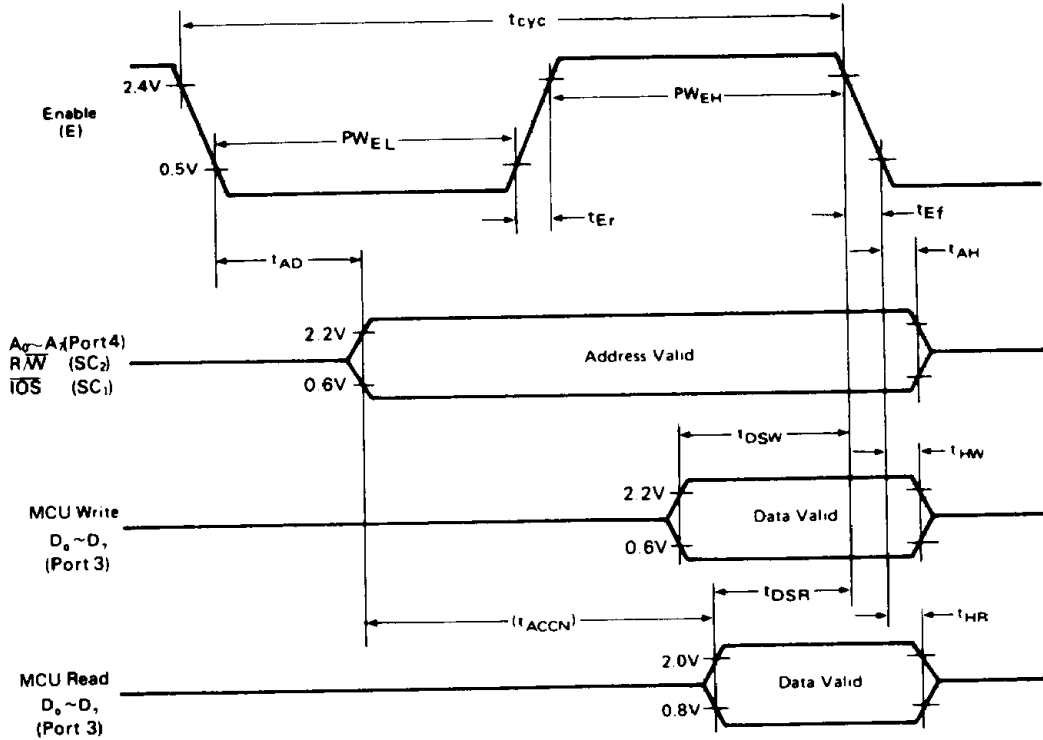 tcyc
2.4V
Enable
(E)
PWEH
PWEL
0.5V
tEr
tEf
tAD
tAH
A0~A7(Port4)
R/W̅ (SC2)
I̅O̅S̅ (SC1)
2.2V
Address Valid
0.6V
tDSW
tHW
MCU Write
D0~D7
(Port 3)
2.2V
Data Valid
0.6V
tDSR
(tACCN)
tHR
MCU Read
D0~D7
(Port 3)
2.0V
Data Valid
0.8V